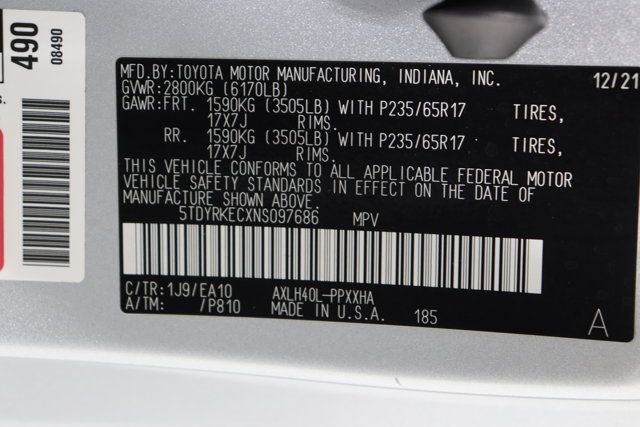 490
08490
s.
MFD.BY:TOYOTA MOTOR MANUFACTURING, INDIANA, INC. 12/21
GVWR:2800KG (6170LB)
GAWR:FRT. 1590KG (3505LB) WITH P235/65R17 TIRES,
17X7J RIMS.
RR. 1590KG (3505LB) WITH P235/65R17 TIRES,
17X7J RIMS.
THIS VEHICLE CONFORMS TO ALL APPLICABLE FEDERAL MOTOR
VEHICLE SAFETY STANDARDS IN EFFECT ON THE DATE OF
MANUFACTURE SHOWN ABOVE.
5TDYRKECXNS097686 MPV
C/TR:1J9/EA10 AXLH40L-PPXXHA
A/TM: /P810 MADE IN U.S.A. 185
A